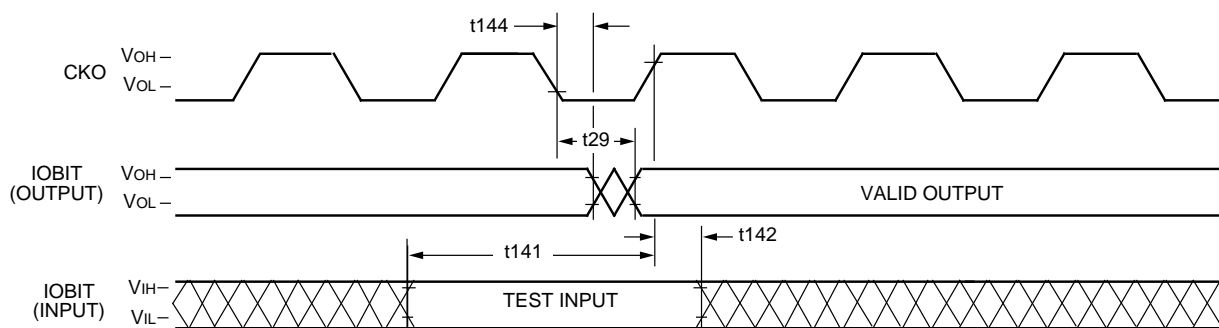 t144
VOH
CKO
VOL
t29
IOBIT
(OUTPUT)
VOH
VOL
VALID OUTPUT
t141
t142
IOBIT
(INPUT)
VIH
VIL
TEST INPUT